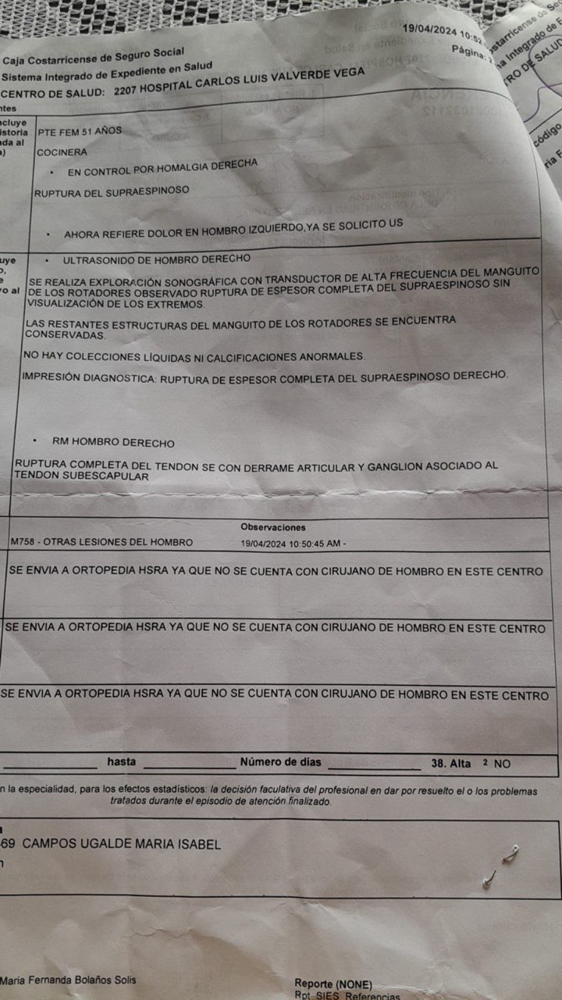 19/04/2024 10:52
Caja Costarricense de Seguro Social
Página: 2
Sistema Integrado de Expediente en Salud
CENTRO DE SALUD: 2207 HOSPITAL CARLOS LUIS VALVERDE VEGA
PTE FEM 51 AÑOS
COCINERA
• EN CONTROL POR HOMALGIA DERECHA
RUPTURA DEL SUPRAESPINOSO
• AHORA REFIERE DOLOR EN HOMBRO IZQUIERDO,YA SE SOLICITO US
• ULTRASONIDO DE HOMBRO DERECHO
SE REALIZA EXPLORACIÓN SONOGRÁFICA CON TRANSDUCTOR DE ALTA FRECUENCIA DEL MANGUITO
DE LOS ROTADORES OBSERVADO RUPTURA DE ESPESOR COMPLETA DEL SUPRAESPINOSO SIN
VISUALIZACIÓN DE LOS EXTREMOS.
LAS RESTANTES ESTRUCTURAS DEL MANGUITO DE LOS ROTADORES SE ENCUENTRA
CONSERVADAS.
NO HAY COLECCIONES LÍQUIDAS NI CALCIFICACIONES ANORMALES.
IMPRESIÓN DIAGNOSTICA: RUPTURA DE ESPESOR COMPLETA DEL SUPRAESPINOSO DERECHO.
• RM HOMBRO DERECHO
RUPTURA COMPLETA DEL TENDON SE CON DERRAME ARTICULAR Y GANGLION ASOCIADO AL
TENDON SUBESCAPULAR
Observaciones
M758 - OTRAS LESIONES DEL HOMBRO 19/04/2024 10:50:45 AM -
SE ENVIA A ORTOPEDIA HSRA YA QUE NO SE CUENTA CON CIRUJANO DE HOMBRO EN ESTE CENTRO
SE ENVIA A ORTOPEDIA HSRA YA QUE NO SE CUENTA CON CIRUJANO DE HOMBRO EN ESTE CENTRO
SE ENVIA A ORTOPEDIA HSRA YA QUE NO SE CUENTA CON CIRUJANO DE HOMBRO EN ESTE CENTRO
hasta Número de días 38. Alta 2 NO
la especialidad, para los efectos estadísticos: la decisión facultativa del profesional en dar por resuelto el o los problemas
tratados durante el episodio de atención finalizado.
69 CAMPOS UGALDE MARIA ISABEL
Maria Fernanda Bolaños Solis
Reporte (NONE)
Rpt_SIES_Referencias